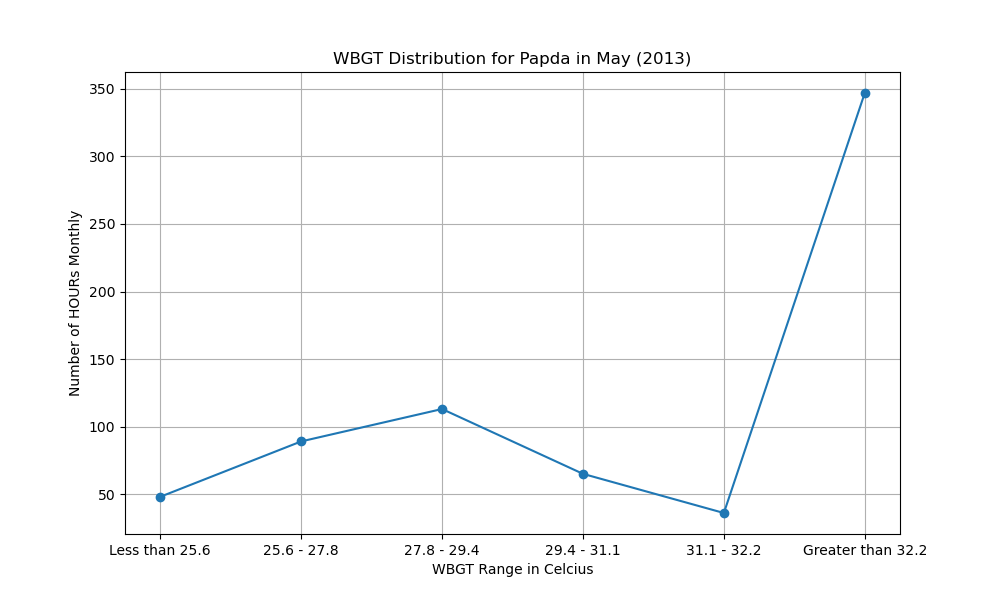 WBGT Distribution for Papda in May (2013)
Number of HOURs Monthly
350
300
250
200
150
100
50
Less than 25.6
25.6 - 27.8
27.8 - 29.4
29.4 - 31.1
31.1 - 32.2
Greater than 32.2
WBGT Range in Celcius